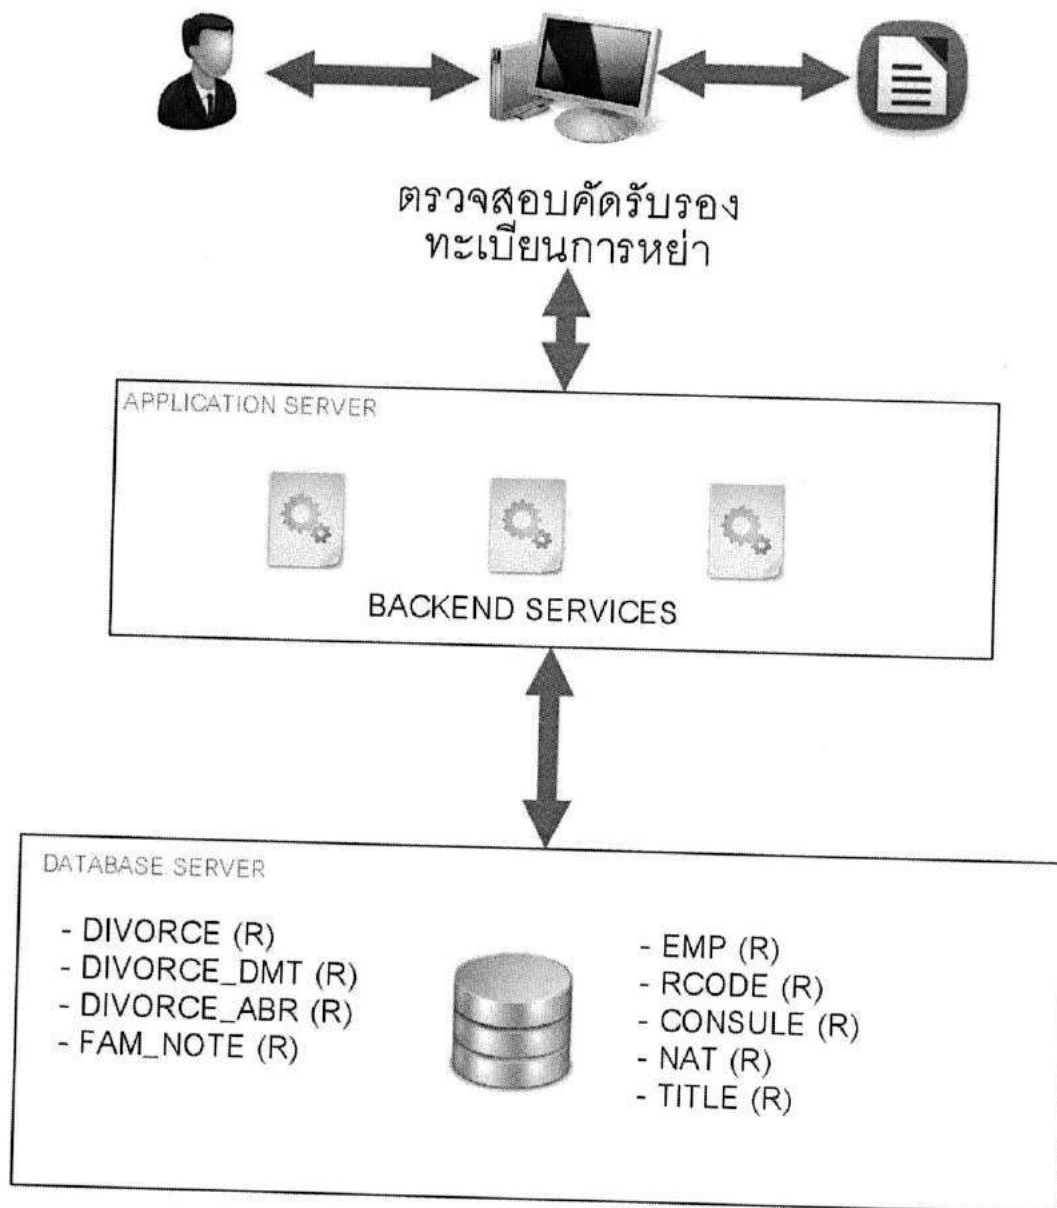 ตรวจสอบคัดรับรอง
ทะเบียนการหย่า
APPLICATION SERVER
BACKEND SERVICES
DATABASE SERVER
- DIVORCE (R)
- DIVORCE_DMT (R)
- DIVORCE_ABR (R)
- FAM_NOTE (R)
- EMP (R)
- RCODE (R)
- CONSULE (R)
- NAT (R)
- TITLE (R)